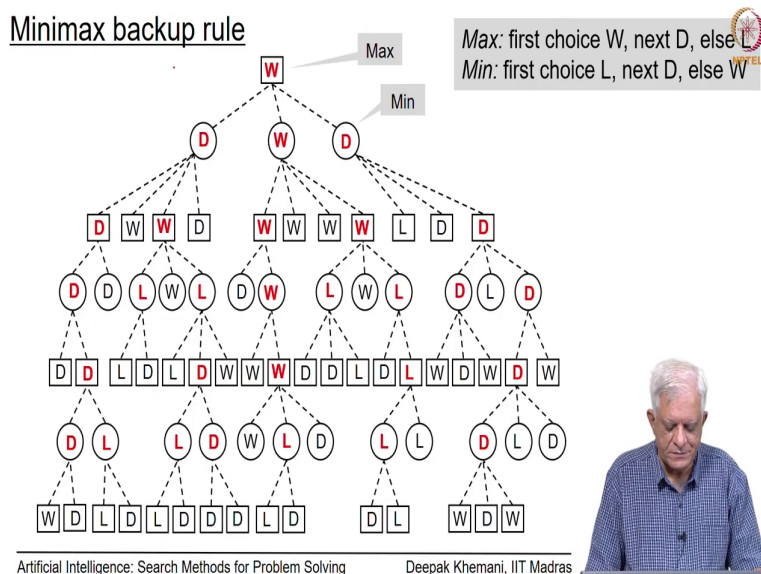 Minimax backup rule
Max: first choice W, next D, else L
Min: first choice L, next D, else W
NPTEL
W
Max
Min
D W D
D W W D W W W W L D D
D D L W L D W L W L D L D
D D L D L D W W W D D L D L W D W D W
D L L D W L D L L D L D
W D L D L D D D L D D L W D W
Artificial Intelligence: Search Methods for Problem Solving
Deepak Khemani, IIT Madras